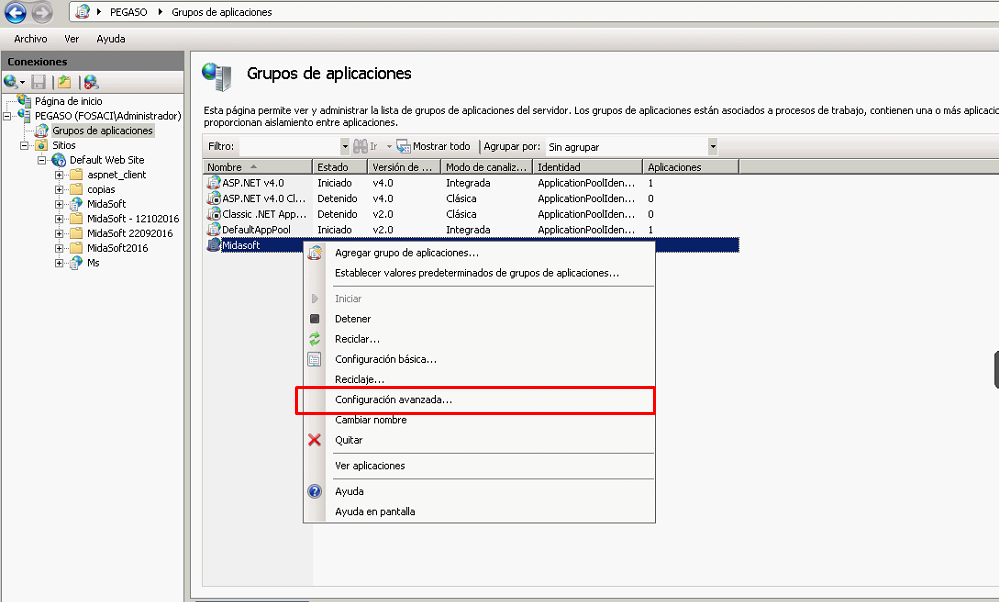 PEGASO Grupos de aplicaciones
Archivo Ver Ayuda
Conexiones
Página de inicio
PEGASO (FOSACI\Administrador)
Grupos de aplicaciones
Sitios
Default Web Site
aspnet_client
copias
MidaSoft
MidaSoft - 12102016
MidaSoft 22092016
MidaSoft2016
Ms
Grupos de aplicaciones
Esta página permite ver y administrar la lista de grupos de aplicaciones del servidor. Los grupos de aplicaciones están asociados a procesos de trabajo, contienen una o más aplicacio
proporcionan aislamiento entre aplicaciones.
Filtro: Ir Mostrar todo Agrupar por: Sin agrupar
Nombre Estado Versión de ... Modo de canaliz... Identidad Aplicaciones
ASP.NET v4.0 Iniciado v4.0 Integrada ApplicationPoolIden... 1
ASP.NET v4.0 Cl... Detenido v4.0 Clásica ApplicationPoolIden... 0
Classic .NET App... Detenido v2.0 Clásica ApplicationPoolIden... 0
DefaultAppPool Iniciado v2.0 Integrada ApplicationPoolIden... 1
Midasoft
Agregar grupo de aplicaciones...
Establecer valores predeterminados de grupos de aplicaciones...
Iniciar
Detener
Reciclar...
Configuración básica...
Reciclaje...
Configuración avanzada...
Cambiar nombre
Quitar
Ver aplicaciones
Ayuda
Ayuda en pantalla